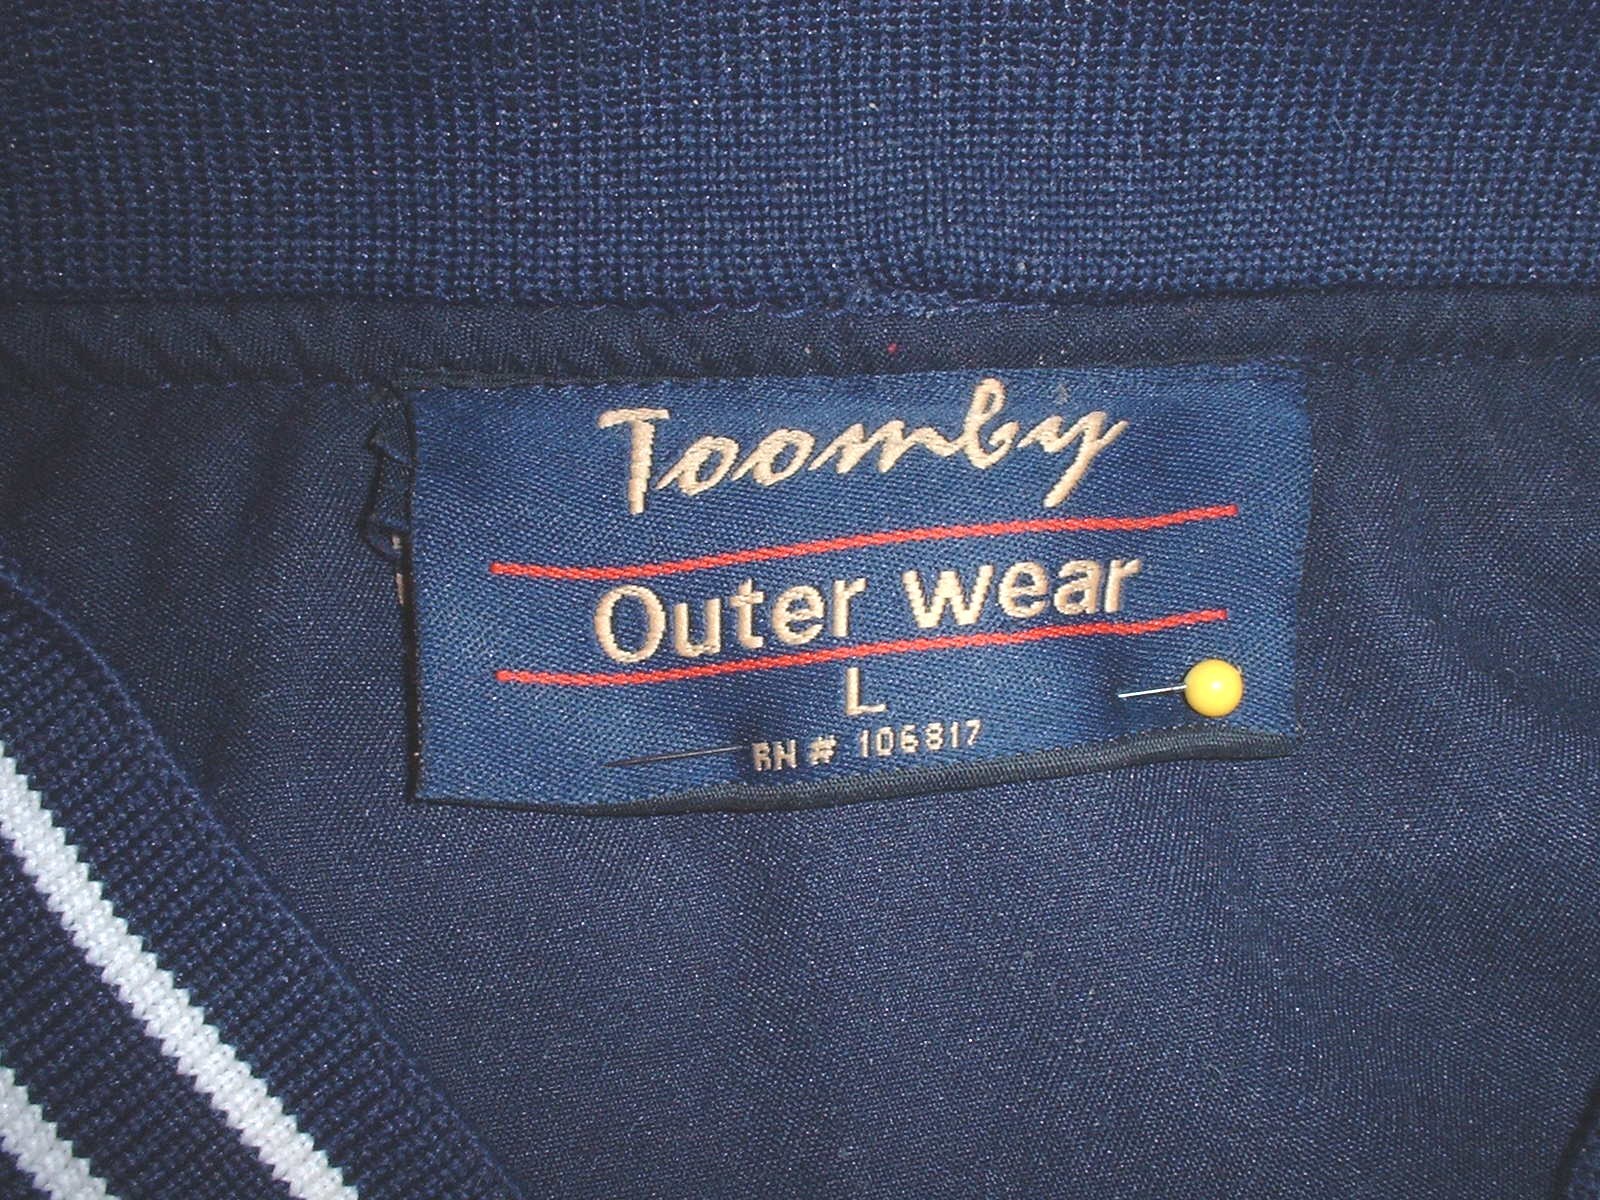 Toomby
Outer wear
L
RN # 106817